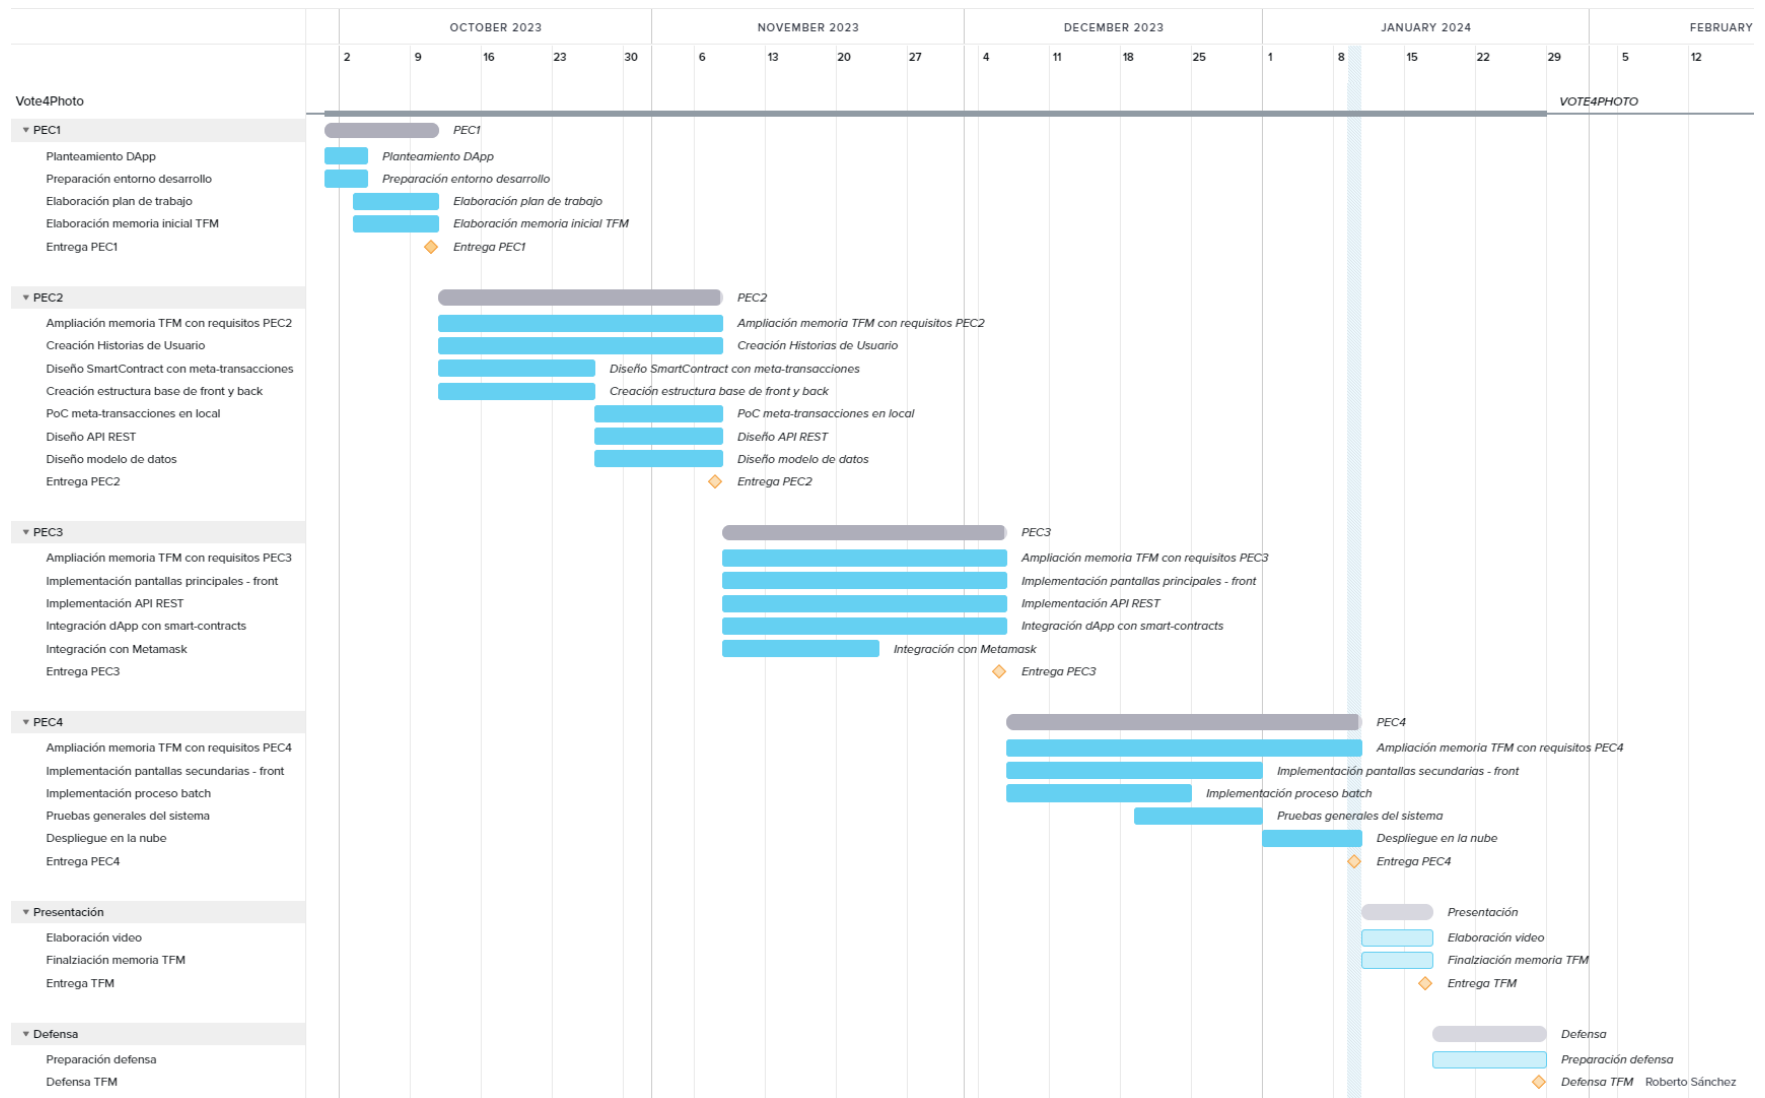 OCTOBER 2023 NOVEMBER 2023 DECEMBER 2023 JANUARY 2024 FEBRUARY
2 9 16 23 30 6 13 20 27 4 11 18 25 1 8 15 22 29 5 12
Vote4Photo VOTE4PHOTO
PEC1 PEC1
Planteamiento DApp Planteamiento DApp
Preparación entorno desarrollo Preparación entorno desarrollo
Elaboración plan de trabajo Elaboración plan de trabajo
Elaboración memoria inicial TFM Elaboración memoria inicial TFM
Entrega PEC1 Entrega PEC1
PEC2 PEC2
Ampliación memoria TFM con requisitos PEC2 Ampliación memoria TFM con requisitos PEC2
Creación Historias de Usuario Creación Historias de Usuario
Diseño SmartContract con meta-transacciones Diseño SmartContract con meta-transacciones
Creación estructura base de front y back Creación estructura base de front y back
PoC meta-transacciones en local PoC meta-transacciones en local
Diseño API REST Diseño API REST
Diseño modelo de datos Diseño modelo de datos
Entrega PEC2 Entrega PEC2
PEC3 PEC3
Ampliación memoria TFM con requisitos PEC3 Ampliación memoria TFM con requisitos PEC3
Implementación pantallas principales - front Implementación pantallas principales - front
Implementación API REST Implementación API REST
Integración dApp con smart-contracts Integración dApp con smart-contracts
Integración con Metamask Integración con Metamask
Entrega PEC3 Entrega PEC3
PEC4 PEC4
Ampliación memoria TFM con requisitos PEC4 Ampliación memoria TFM con requisitos PEC4
Implementación pantallas secundarias - front Implementación pantallas secundarias - front
Implementación proceso batch Implementación proceso batch
Pruebas generales del sistema Pruebas generales del sistema
Despliegue en la nube Despliegue en la nube
Entrega PEC4 Entrega PEC4
Presentación Presentación
Elaboración video Elaboración video
Finalziación memoria TFM Finalziación memoria TFM
Entrega TFM Entrega TFM
Defensa Defensa
Preparación defensa Preparación defensa
Defensa TFM Defensa TFM Roberto Sánchez